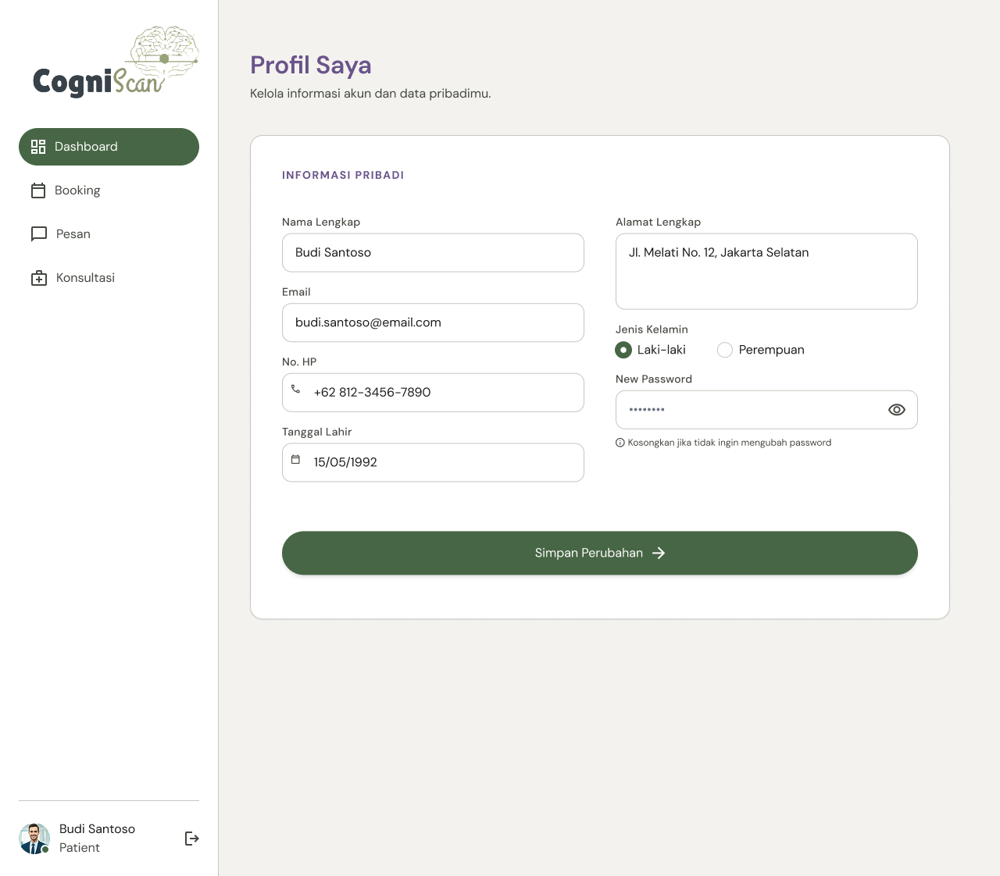 CogniScan
Dashboard
Booking
Pesan
Konsultasi
Budi Santoso
Patient
Profil Saya
Kelola informasi akun dan data pribadimu.
INFORMASI PRIBADI
Nama Lengkap
Budi Santoso
Email
budi.santoso@email.com
No. HP
+62 812-3456-7890
Tanggal Lahir
15/05/1992
Alamat Lengkap
Jl. Melati No. 12, Jakarta Selatan
Jenis Kelamin
Laki-laki
Perempuan
New Password
••••••••
Kosongkan jika tidak ingin mengubah password
Simpan Perubahan